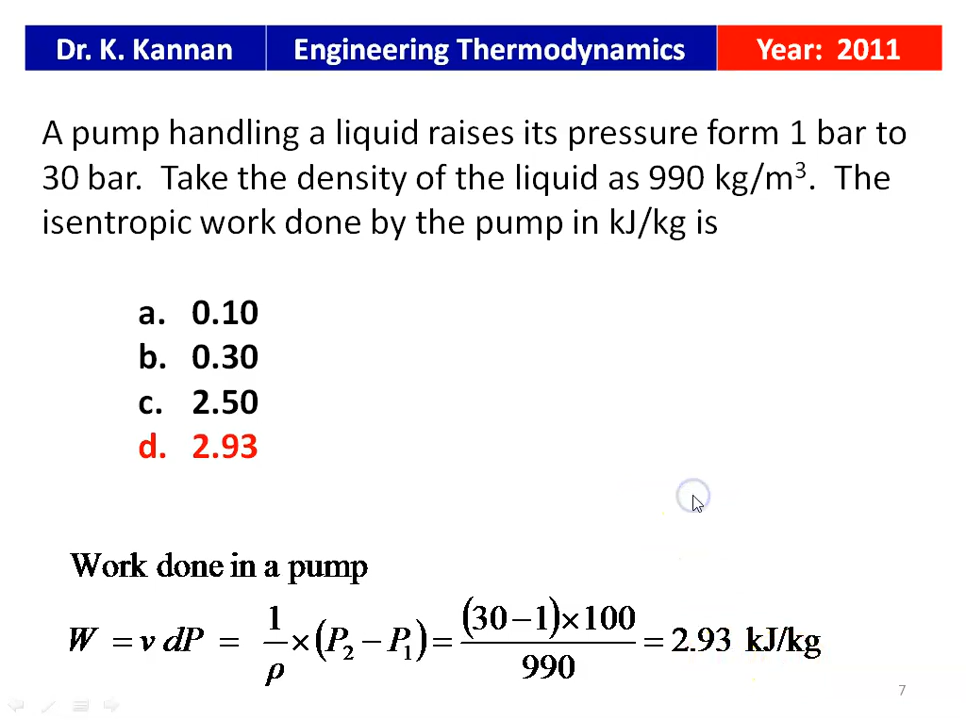 Dr. K. Kannan Engineering Thermodynamics Year: 2011
A pump handling a liquid raises its pressure form 1 bar to
30 bar. Take the density of the liquid as 990 kg/m³. The
isentropic work done by the pump in kJ/kg is
a. 0.10
b. 0.30
c. 2.50
d. 2.93
Work done in a pump
W = v dP = 1/ρ × (P₂ − P₁) = (30 − 1) × 100 / 990 = 2.93 kJ/kg
7